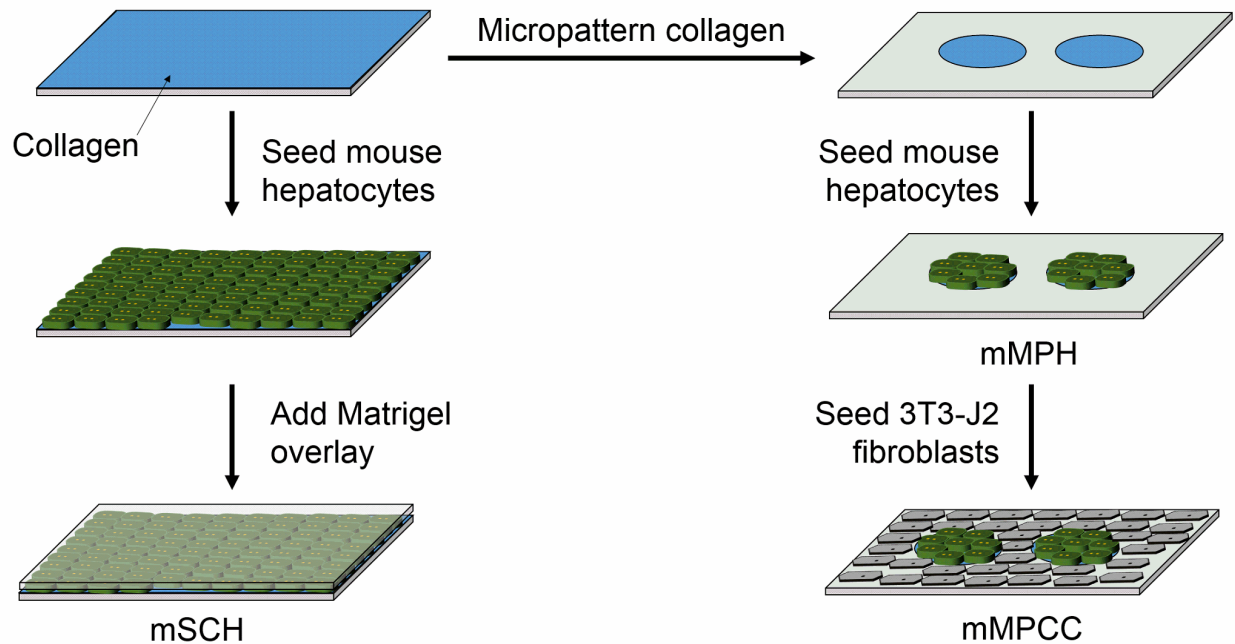 Micropattern collagen
Collagen
Seed mouse
hepatocytes
Seed mouse
hepatocytes
mMPH
Add Matrigel
overlay
Seed 3T3-J2
fibroblasts
mSCH
mMPCC